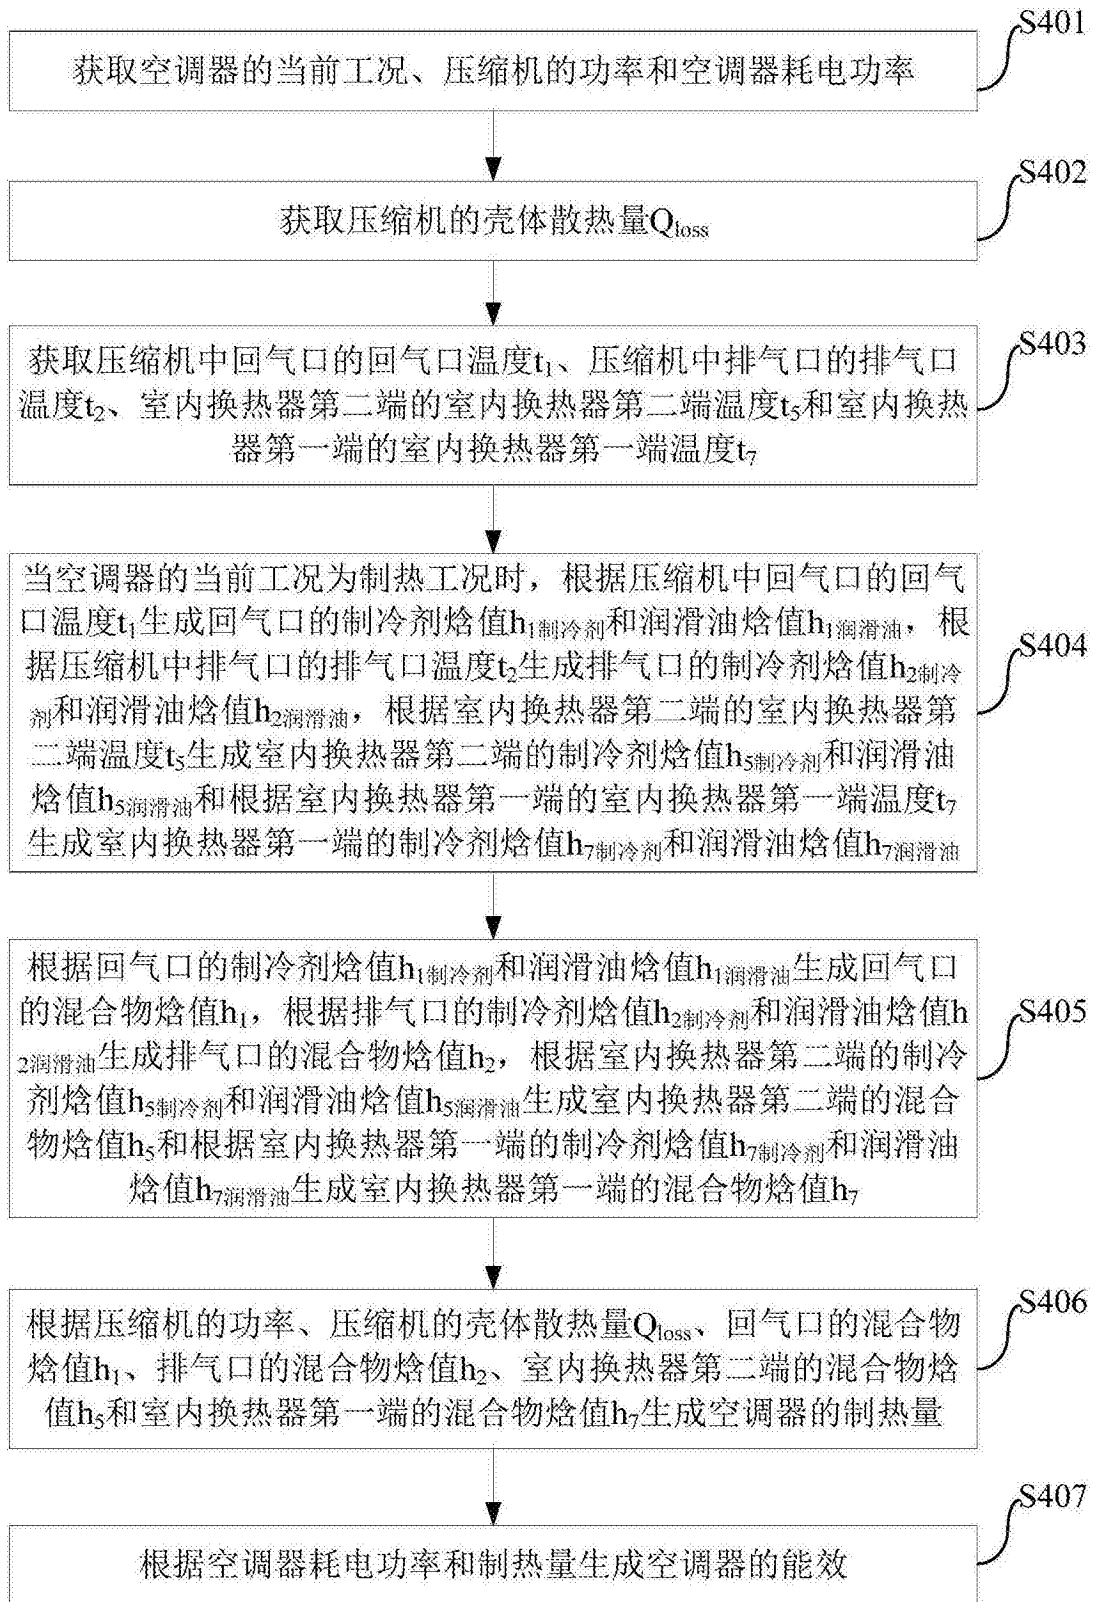 S401
获取空调器的当前工况、压缩机的功率和空调器耗电功率
S402
获取压缩机的壳体散热量Qloss
S403
获取压缩机中回气口的回气口温度t1、压缩机中排气口的排气口
温度t2、室内换热器第二端的室内换热器第二端温度t5和室内换热
器第一端的室内换热器第一端温度t7
S404
当空调器的当前工况为制热工况时，根据压缩机中回气口的回气
口温度t1生成回气口的制冷剂焓值h1制冷剂和润滑油焓值h1润滑油，根
据压缩机中排气口的排气口温度t2生成排气口的制冷剂焓值h2制冷
剂和润滑油焓值h2润滑油，根据室内换热器第二端的室内换热器第
二端温度t5生成室内换热器第二端的制冷剂焓值h5制冷剂和润滑油
焓值h5润滑油和根据室内换热器第一端的室内换热器第一端温度t7
生成室内换热器第一端的制冷剂焓值h7制冷剂和润滑油焓值h7润滑油
S405
根据回气口的制冷剂焓值h1制冷剂和润滑油焓值h1润滑油生成回气口
的混合物焓值h1，根据排气口的制冷剂焓值h2制冷剂和润滑油焓值h
2润滑油生成排气口的混合物焓值h2，根据室内换热器第二端的制冷
剂焓值h5制冷剂和润滑油焓值h5润滑油生成室内换热器第二端的混合
物焓值h5和根据室内换热器第一端的制冷剂焓值h7制冷剂和润滑油
焓值h7润滑油生成室内换热器第一端的混合物焓值h7
S406
根据压缩机的功率、压缩机的壳体散热量Qloss、回气口的混合物
焓值h1、排气口的混合物焓值h2、室内换热器第二端的混合物焓
值h5和室内换热器第一端的混合物焓值h7生成空调器的制热量
S407
根据空调器耗电功率和制热量生成空调器的能效